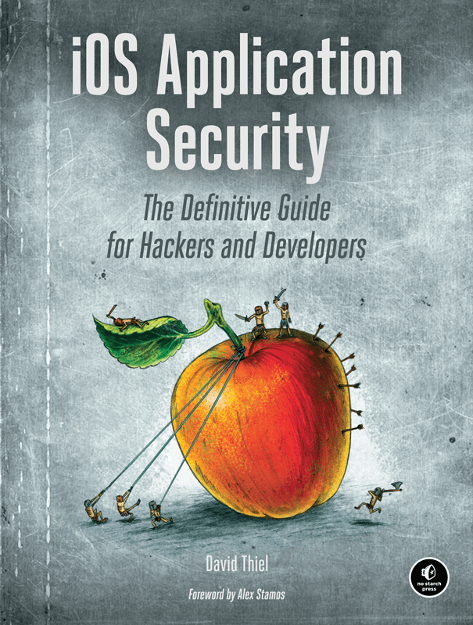 iOS Application
Security
The Definitive Guide
for Hackers and Developers
David Thiel
Foreword by Alex Stamos
no starch
press